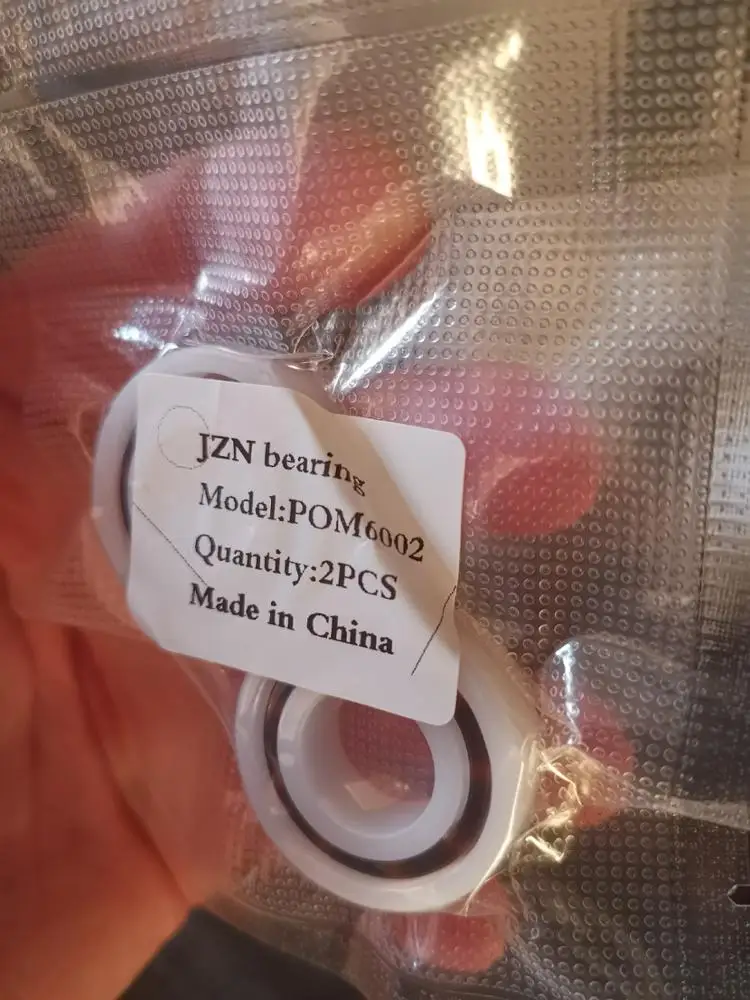 JZN bearing
Model:POM6002
Quantity:2PCS
Made in China